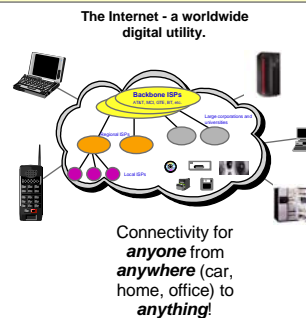 The Internet - a worldwide
digital utility.
Backbone ISPs
AT&T, MCI, GTE, BT, etc.
Large corporations and
universities
Regional ISPs
Local ISPs
Connectivity for
anyone from
anywhere (car,
home, office) to
anything!